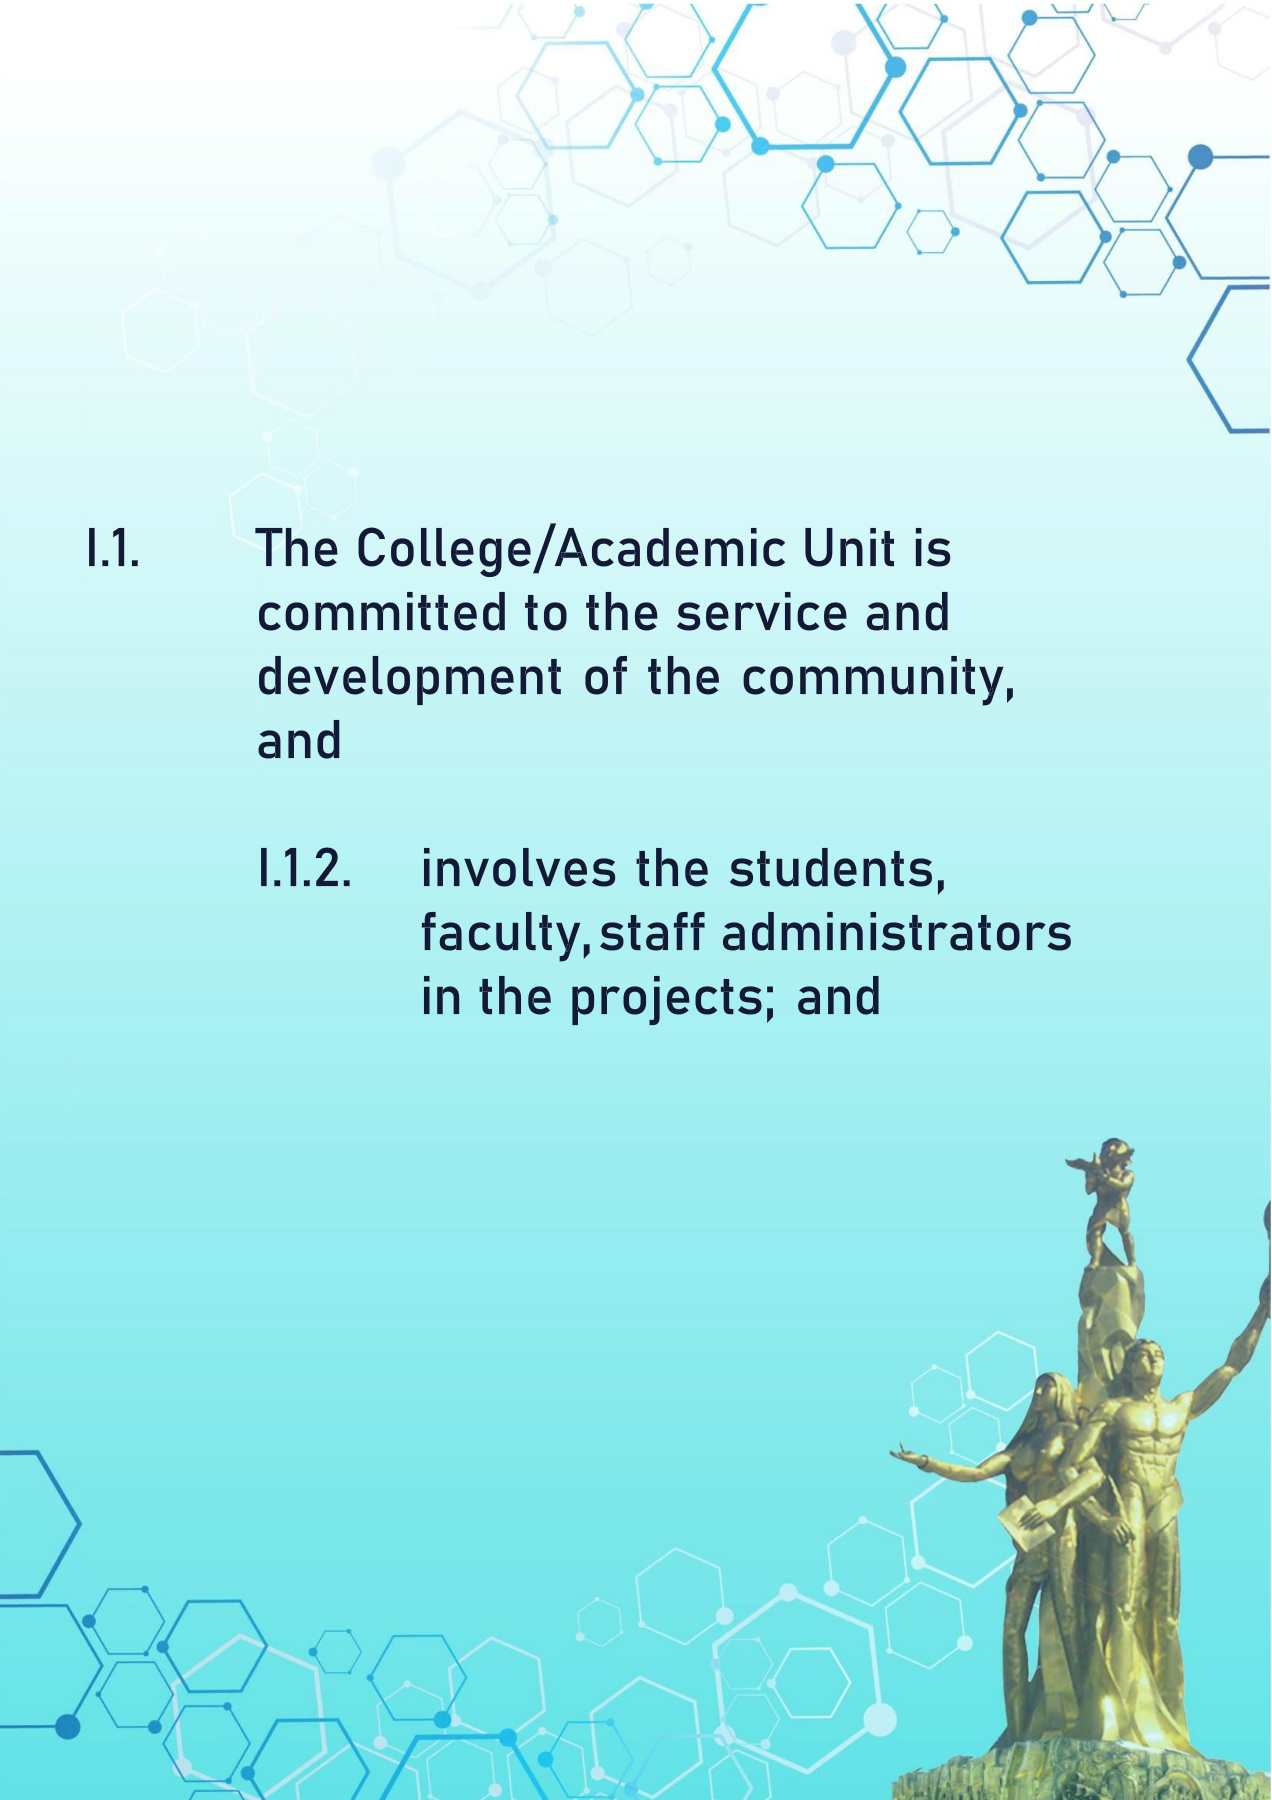 I.1. The College/Academic Unit is
committed to the service and
development of the community,
and
I.1.2. involves the students,
faculty, staff administrators
in the projects; and